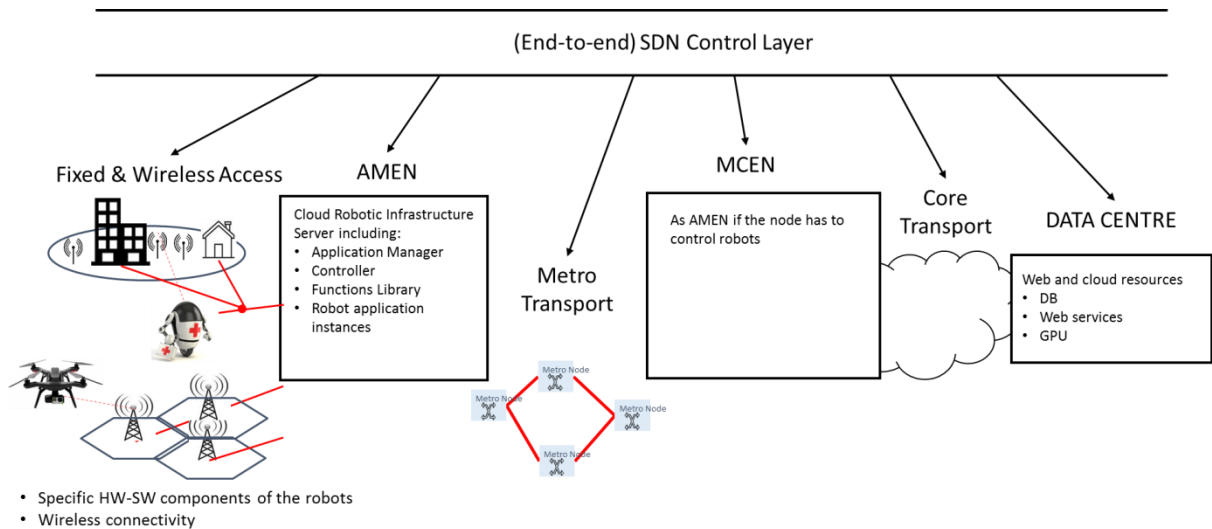 (End-to-end) SDN Control Layer
Fixed & Wireless Access
AMEN
Cloud Robotic Infrastructure
Server including:
• Application Manager
• Controller
• Functions Library
• Robot application
instances
Metro
Transport
Metro Node
Metro Node
Metro Node
Metro Node
MCEN
As AMEN if the node has to
control robots
Core
Transport
DATA CENTRE
Web and cloud resources
• DB
• Web services
• GPU
• Specific HW-SW components of the robots
• Wireless connectivity